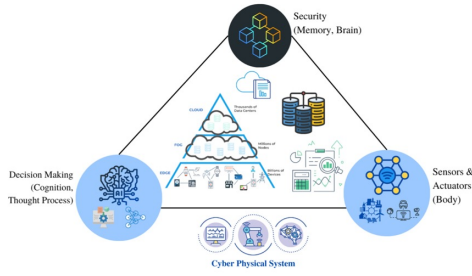 Security
(Memory, Brain)
CLOUD
Thousands of
Data Centers
FOG
Millions of
Nodes
EDGE
Billions of
Devices
Decision Making
(Cognition,
Thought Process)
AI
Sensors &
Actuators
(Body)
Cyber Physical System